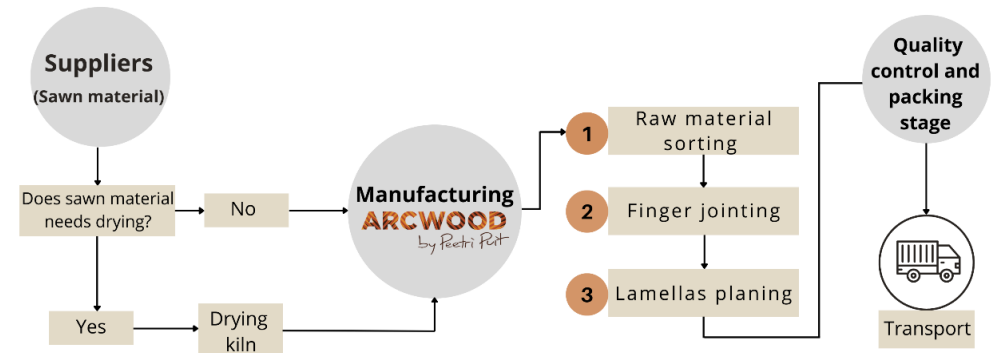 Suppliers
(Sawn material)
Does sawn material
needs drying?
No
Yes
Drying
kiln
Manufacturing
ARCWOOD
by Peetri Puit
1
Raw material
sorting
2
Finger jointing
3
Lamellas planing
Quality
control and
packing
stage
Transport